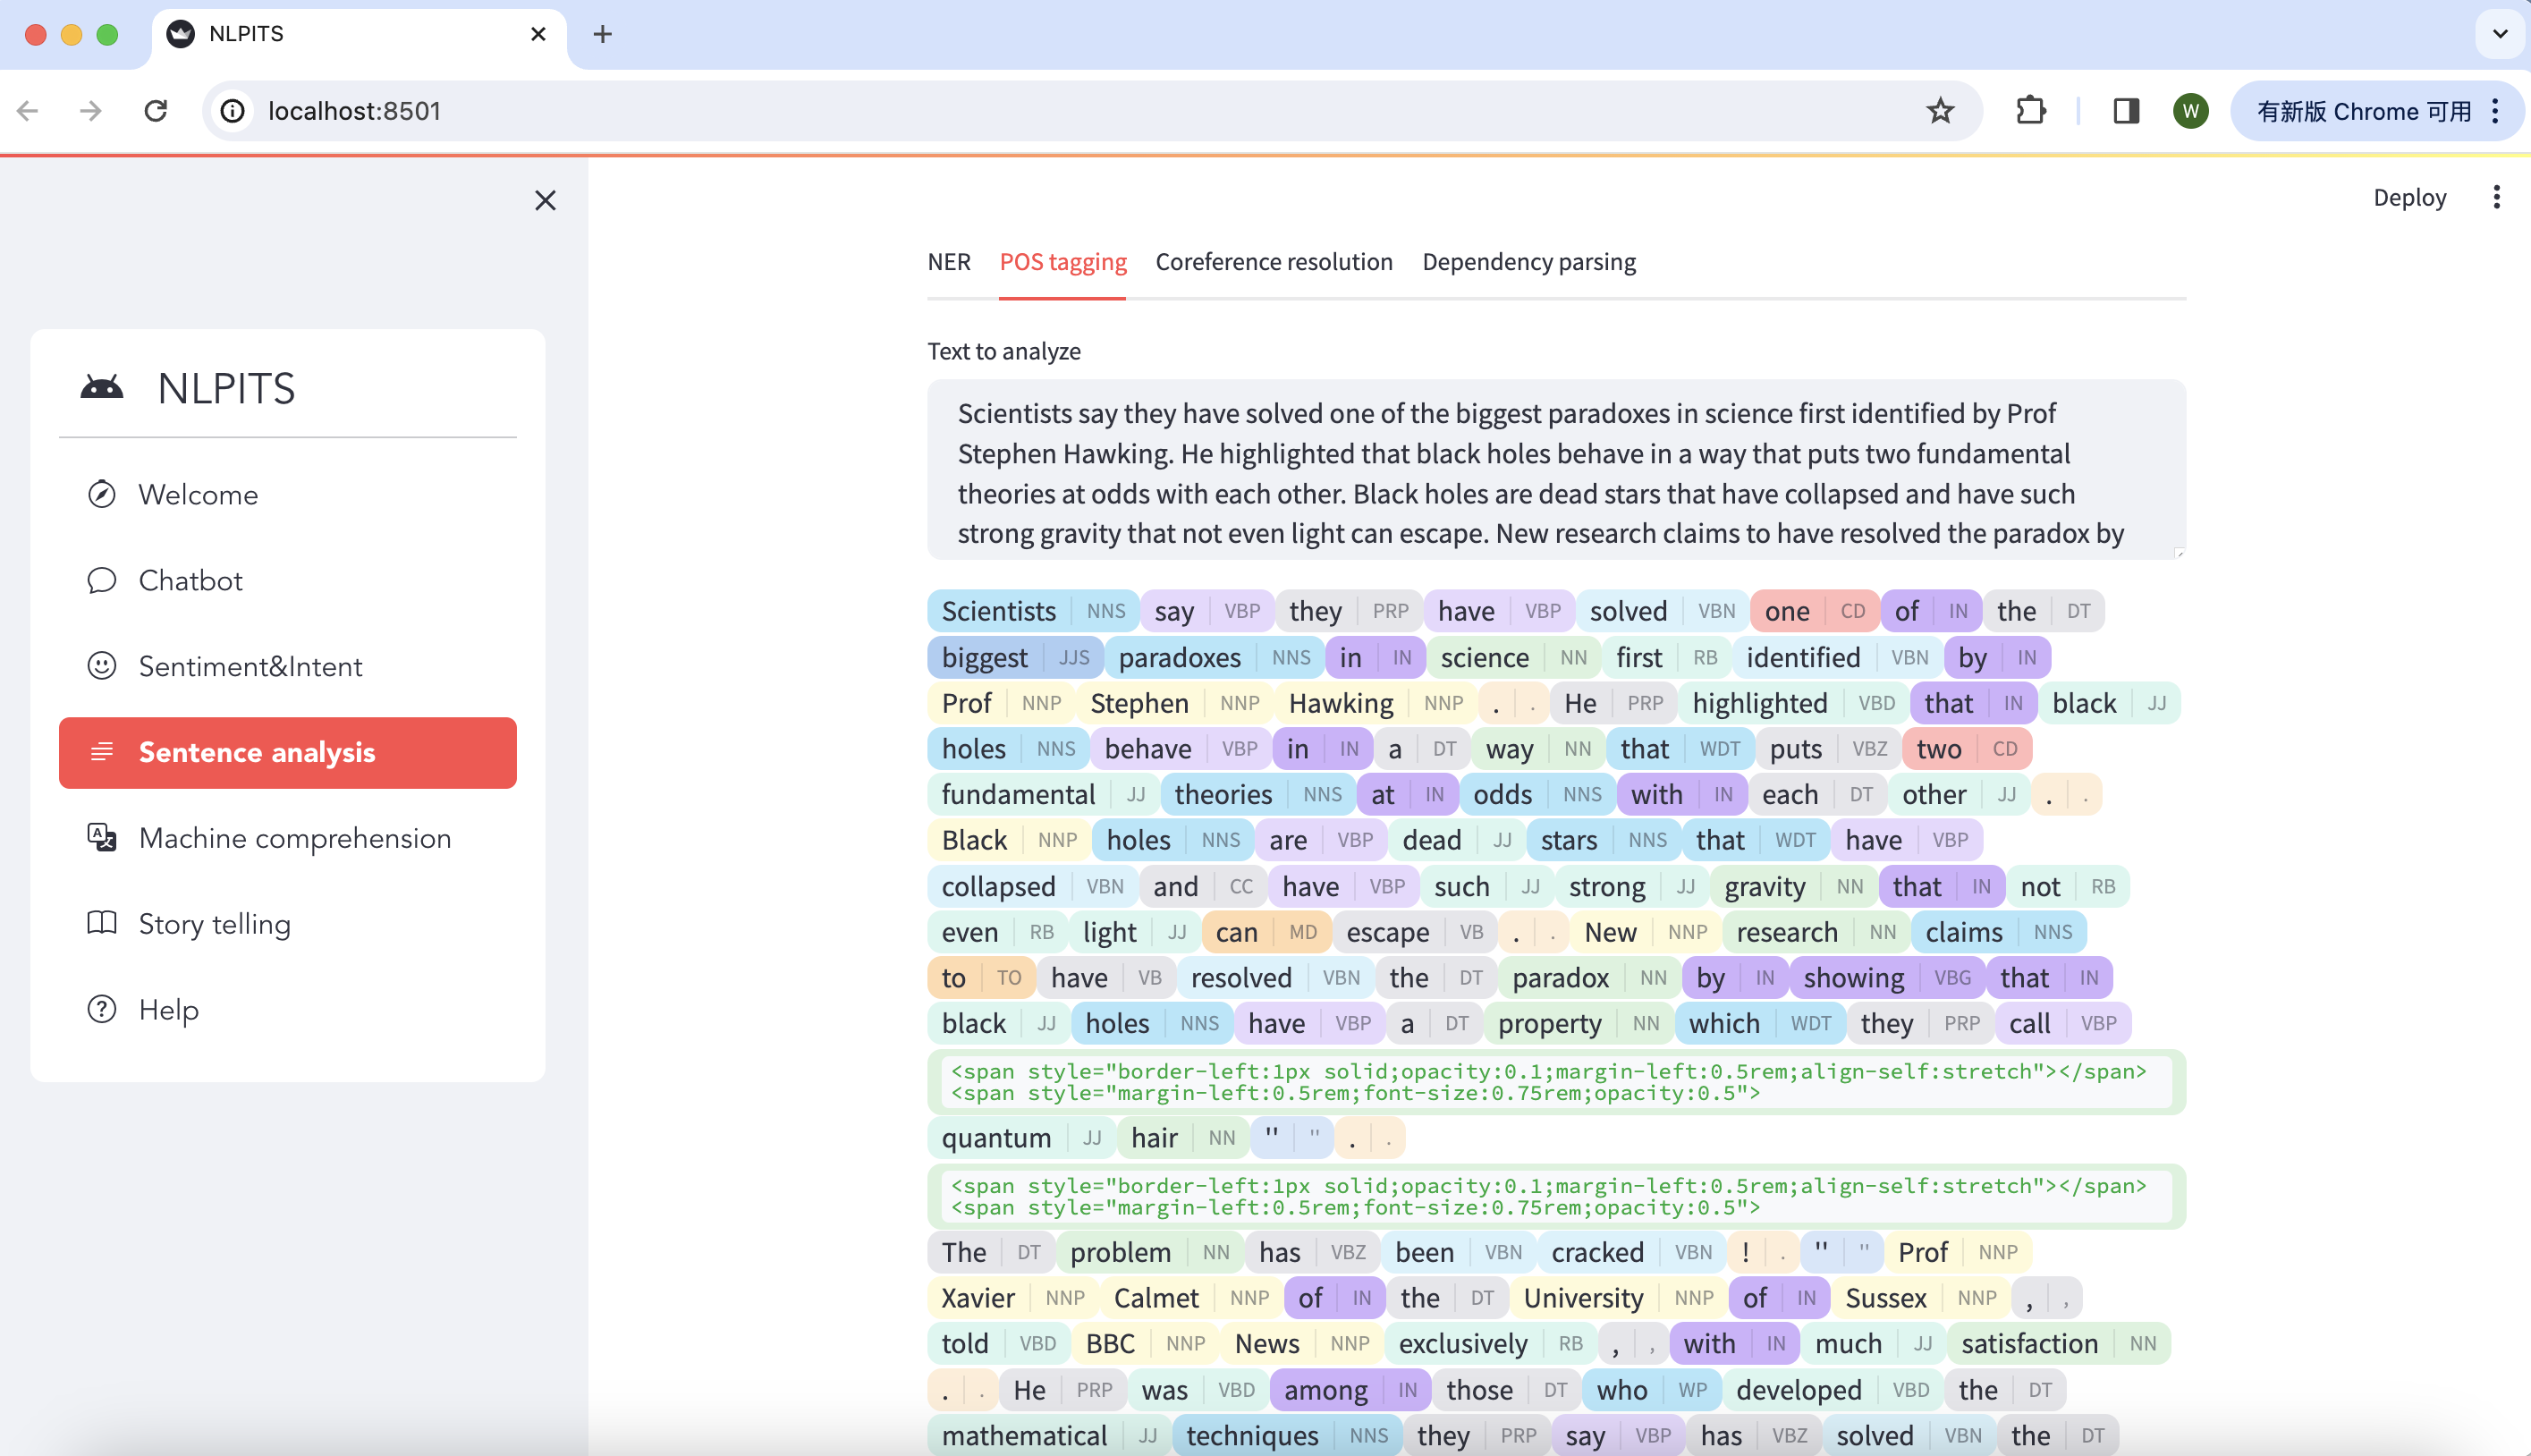 NLPITS
localhost:8501
W
有新版 Chrome 可用
Deploy
NLPITS
Welcome
Chatbot
Sentiment&Intent
Sentence analysis
Machine comprehension
Story telling
Help
NER POS tagging Coreference resolution Dependency parsing
Text to analyze
Scientists say they have solved one of the biggest paradoxes in science first identified by Prof
Stephen Hawking. He highlighted that black holes behave in a way that puts two fundamental
theories at odds with each other. Black holes are dead stars that have collapsed and have such
strong gravity that not even light can escape. New research claims to have resolved the paradox by
Scientists NNS say VBP they PRP have VBP solved VBN one CD of IN the DT
biggest JJS paradoxes NNS in IN science NN first RB identified VBN by IN
Prof NNP Stephen NNP Hawking NNP . . He PRP highlighted VBD that IN black JJ
holes NNS behave VBP in IN a DT way NN that WDT puts VBZ two CD
fundamental JJ theories NNS at IN odds NNS with IN each DT other JJ . .
Black NNP holes NNS are VBP dead JJ stars NNS that WDT have VBP
collapsed VBN and CC have VBP such JJ strong JJ gravity NN that IN not RB
even RB light JJ can MD escape VB . . New NNP research NN claims NNS
to TO have VB resolved VBN the DT paradox NN by IN showing VBG that IN
black JJ holes NNS have VBP a DT property NN which WDT they PRP call VBP
<span style="border-left:1px solid;opacity:0.1;margin-left:0.5rem;align-self:stretch"></span>
<span style="margin-left:0.5rem;font-size:0.75rem;opacity:0.5">
quantum JJ hair NN '' '' . .
<span style="border-left:1px solid;opacity:0.1;margin-left:0.5rem;align-self:stretch"></span>
<span style="margin-left:0.5rem;font-size:0.75rem;opacity:0.5">
The DT problem NN has VBZ been VBN cracked VBN ! . '' '' Prof NNP
Xavier NNP Calmet NNP of IN the DT University NNP of IN Sussex NNP , ,
told VBD BBC NNP News NNP exclusively RB , , with IN much JJ satisfaction NN
. . He PRP was VBD among IN those DT who WP developed VBD the DT
mathematical JJ techniques NNS they PRP say VBP has VBZ solved VBN the DT